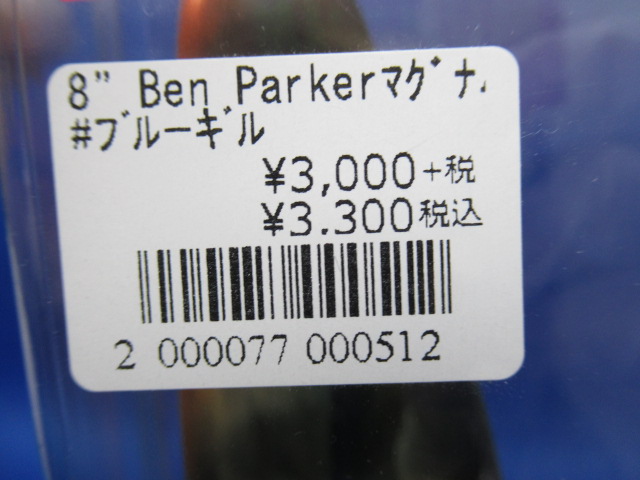 8" Ben Parkerﾏｸﾞﾅ
#ブルーギル
¥3,000+税
¥3.300税込
2 000077 000512